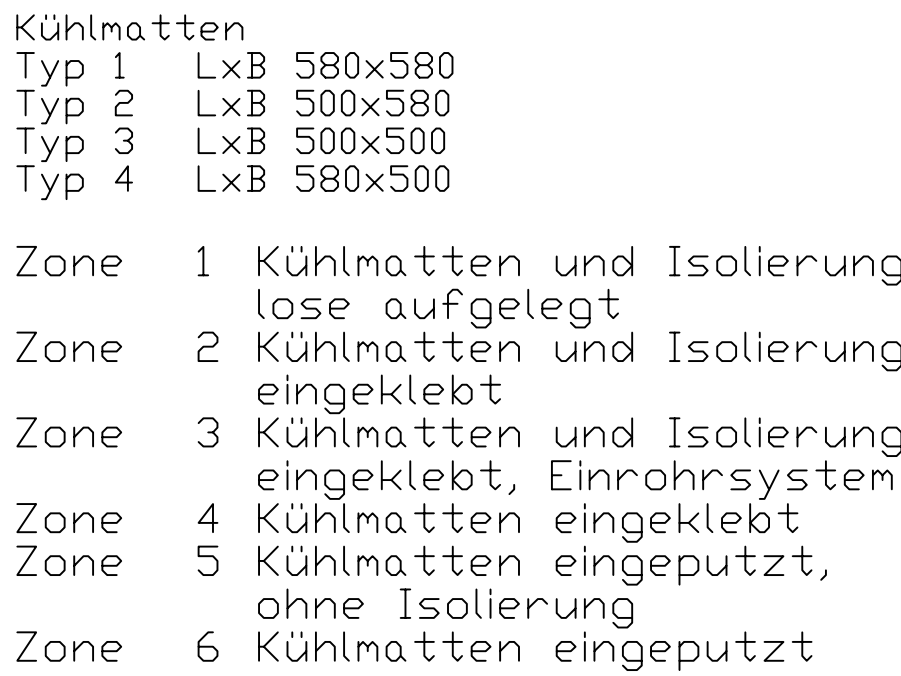 Kühlmatten
Typ 1 LxB 580x580
Typ 2 LxB 500x580
Typ 3 LxB 500x500
Typ 4 LxB 580x500
Zone 1 Kühlmatten und Isolierung
lose aufgelegt
Zone 2 Kühlmatten und Isolierung
eingeklebt
Zone 3 Kühlmatten und Isolierung
eingeklebt, Einrohrsystem
Zone 4 Kühlmatten eingeklebt
Zone 5 Kühlmatten eingeputzt,
ohne Isolierung
Zone 6 Kühlmatten eingeputzt